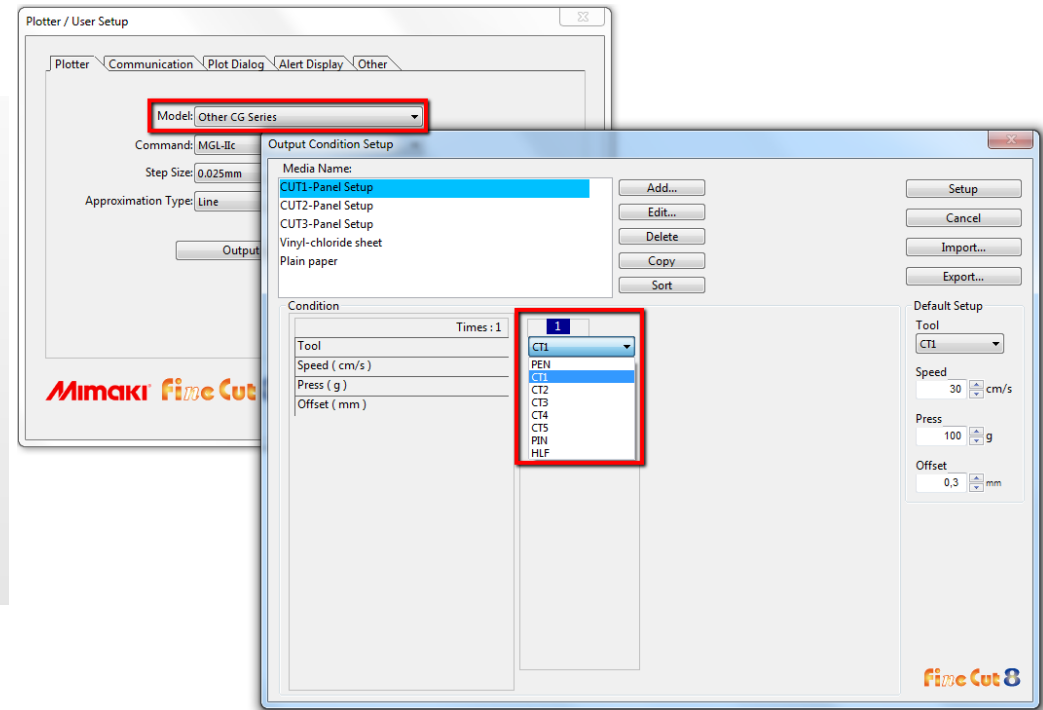 Plotter / User Setup
Plotter Communication Plot Dialog Alert Display Other
Model: Other CG Series
Command: MGL-IIc
Step Size: 0.025mm
Approximation Type: Line
Output
Mimaki Fine Cut
Output Condition Setup
Media Name:
CUT1-Panel Setup
CUT2-Panel Setup
CUT3-Panel Setup
Vinyl-chloride sheet
Plain paper
Add...
Edit...
Delete
Copy
Sort
Setup
Cancel
Import...
Export...
Condition
Times : 1
1
Tool
Speed ( cm/s )
Press ( g )
Offset ( mm )
CT1
PEN
CT1
CT2
CT3
CT4
CT5
PIN
HLF
Default Setup
Tool
CT1
Speed
30 cm/s
Press
100 g
Offset
0,3 mm
Fine Cut 8